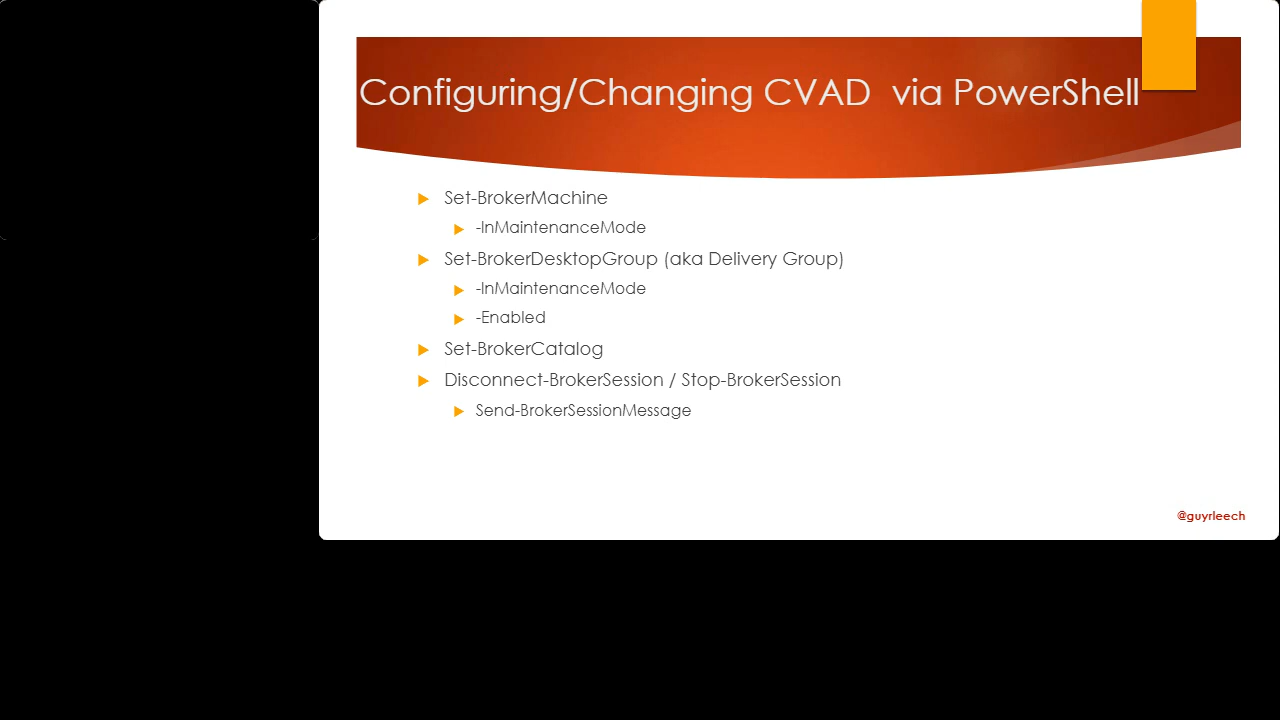 Configuring/Changing CVAD  via PowerShell
Set-BrokerMachine
-InMaintenanceMode
Set-BrokerDesktopGroup (aka Delivery Group)
-InMaintenanceMode
-Enabled
Set-BrokerCatalog
Disconnect-BrokerSession / Stop-BrokerSession
Send-BrokerSessionMessage
@guyrleech